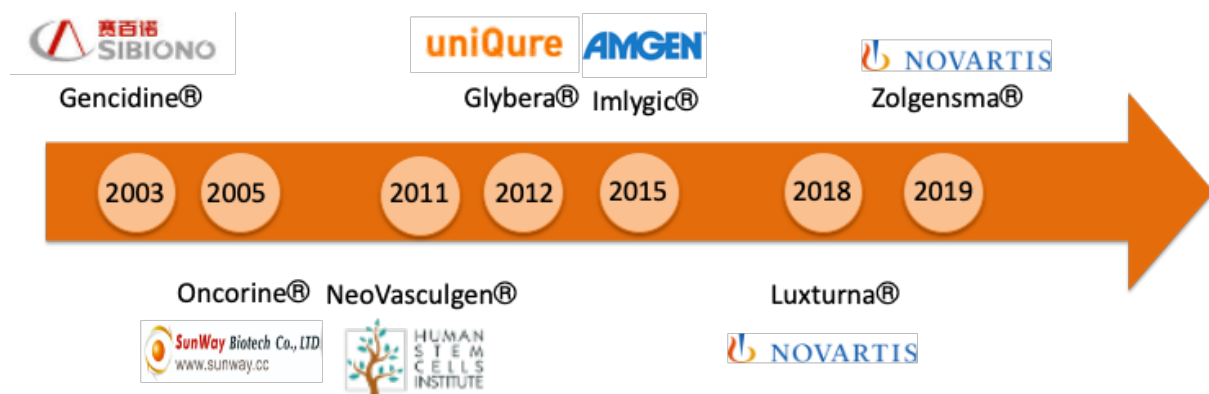 赛百诺
SIBIONO
uniQure
AMGEN
NOVARTIS
Gencidine®
Glybera®
Imlygic®
Zolgensma®
2003
2005
2011
2012
2015
2018
2019
Oncorine®
NeoVasculgen®
Luxturna®
SunWay Biotech Co., LTD
www.sunway.cc
HUMAN
STEM
CELLS
INSTITUTE
NOVARTIS